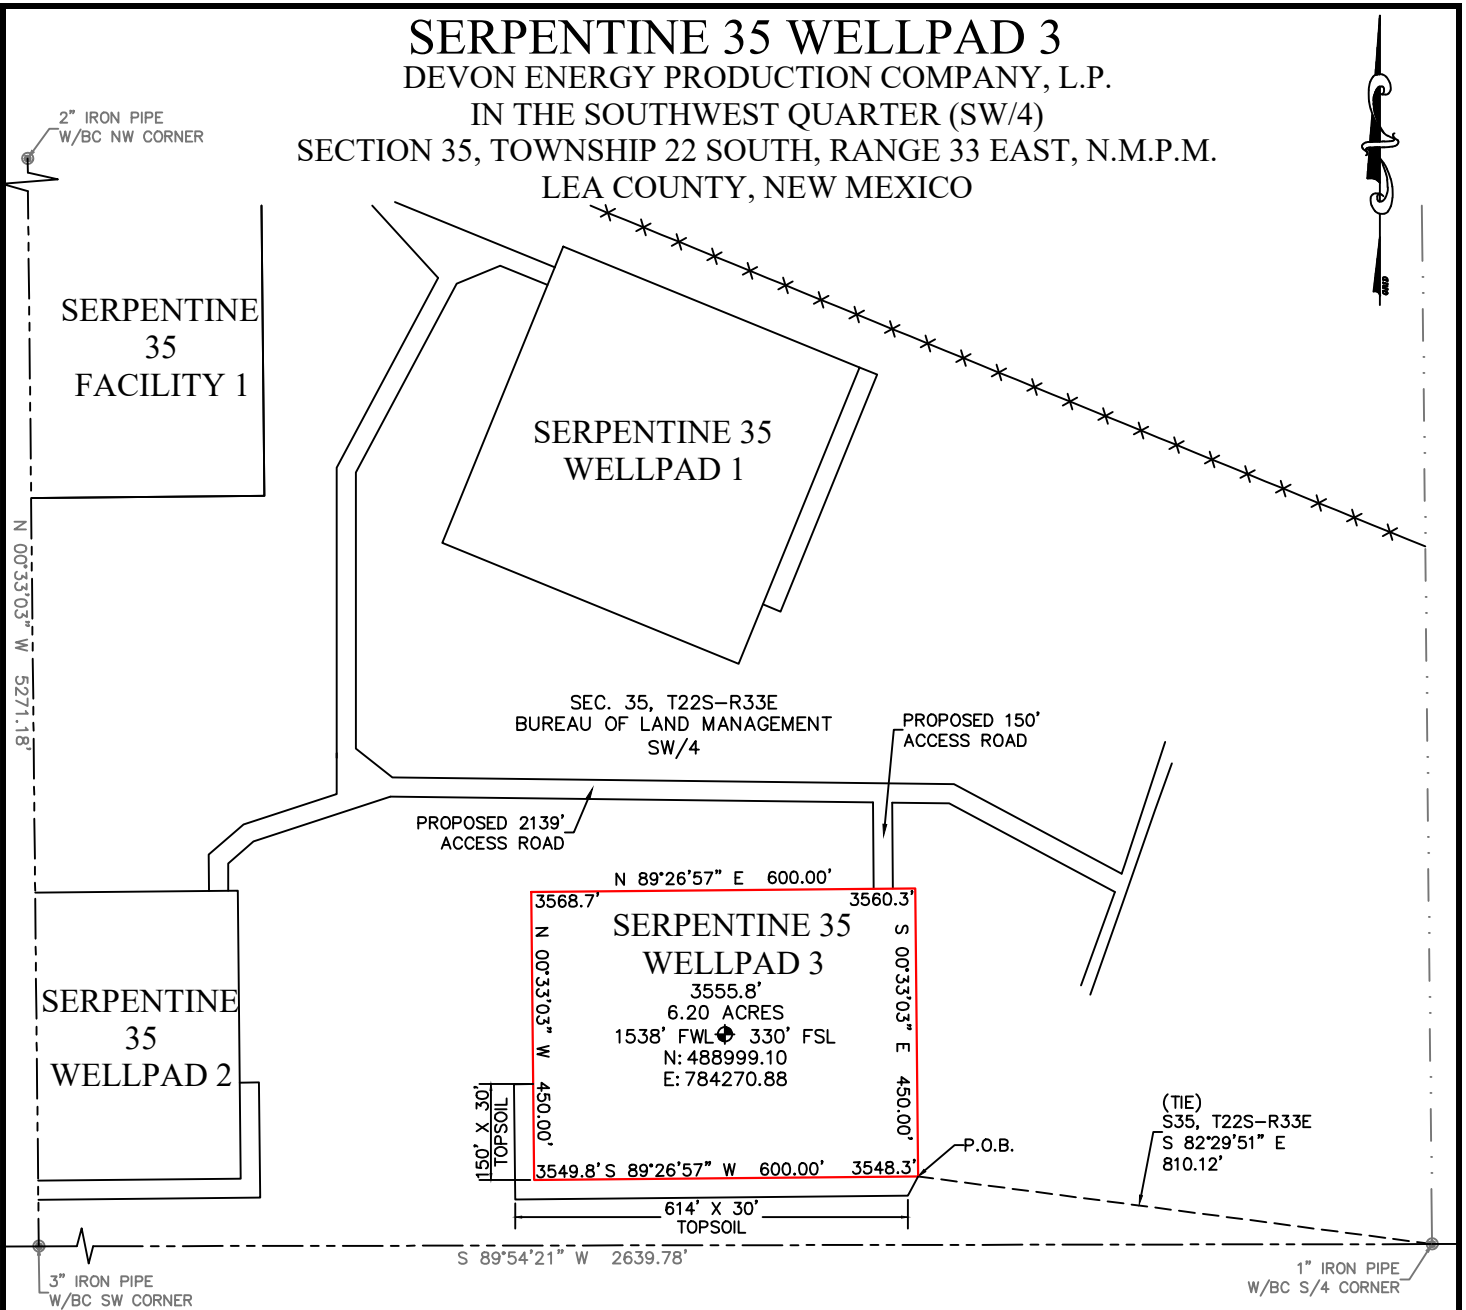 SERPENTINE 35 WELLPAD 3
DEVON ENERGY PRODUCTION COMPANY, L.P.
IN THE SOUTHWEST QUARTER (SW/4)
SECTION 35, TOWNSHIP 22 SOUTH, RANGE 33 EAST, N.M.P.M.
LEA COUNTY, NEW MEXICO
2" IRON PIPE
W/BC NW CORNER
GRID
SERPENTINE
35
FACILITY 1
SERPENTINE 35
WELLPAD 1
N 00°33'03" W 5271.18'
SEC. 35, T22S-R33E
BUREAU OF LAND MANAGEMENT
SW/4
PROPOSED 150'
ACCESS ROAD
PROPOSED 2139'
ACCESS ROAD
N 89°26'57" E 600.00'
3568.7'
3560.3'
SERPENTINE 35
WELLPAD 3
3555.8'
6.20 ACRES
1538' FWL 330' FSL
N: 488999.10
E: 784270.88
N 00°33'03" W 450.00'
S 00°33'03" E 450.00'
SERPENTINE
35
WELLPAD 2
150' X 30'
TOPSOIL
3549.8' S 89°26'57" W 600.00' 3548.3'
P.O.B.
(TIE)
S35, T22S-R33E
S 82°29'51" E
810.12'
614' X 30'
TOPSOIL
S 89°54'21" W 2639.78'
3" IRON PIPE
W/BC SW CORNER
1" IRON PIPE
W/BC S/4 CORNER